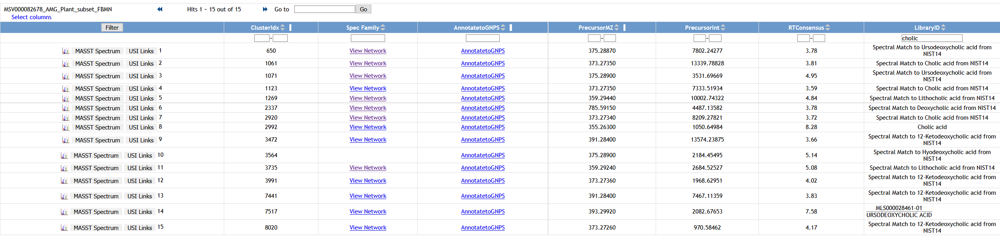 MSV000082678_AMG_Plant_subset_FBMN Hits 1 ~ 15 out of 15 Go to Go
Select columns
Filter ClusterIdx Spec Family AnnotatetoGNPS PrecursorMZ PrecursorInt RTConsensus LibraryID
~ ~ ~ ~ cholic
MASST Spectrum USI Links 1 650 View Network AnnotatetoGNPS 375.28870 7802.24277 3.78 Spectral Match to Ursodeoxycholic acid from
NIST14
MASST Spectrum USI Links 2 1061 View Network AnnotatetoGNPS 373.27350 13339.78828 3.81 Spectral Match to Cholic acid from NIST14
MASST Spectrum USI Links 3 1071 View Network AnnotatetoGNPS 375.28900 3531.69669 4.95 Spectral Match to Ursodeoxycholic acid from
NIST14
MASST Spectrum USI Links 4 1123 View Network AnnotatetoGNPS 373.27350 7333.51934 3.59 Spectral Match to Cholic acid from NIST14
MASST Spectrum USI Links 5 1269 View Network AnnotatetoGNPS 359.29440 10002.74322 4.84 Spectral Match to Lithocholic acid from NIST14
MASST Spectrum USI Links 6 2337 View Network AnnotatetoGNPS 785.59150 4487.13582 3.78 Spectral Match to Deoxycholic acid from NIST14
MASST Spectrum USI Links 7 2920 View Network AnnotatetoGNPS 373.27340 8209.27821 3.72 Spectral Match to Cholic acid from NIST14
MASST Spectrum USI Links 8 2992 View Network AnnotatetoGNPS 355.26300 1050.64984 8.28 Cholic acid
MASST Spectrum USI Links 9 3472 View Network AnnotatetoGNPS 391.28400 13574.23875 3.66 Spectral Match to 12-Ketodeoxycholic acid from
NIST14
MASST Spectrum USI Links 10 3564 AnnotatetoGNPS 375.28900 2184.45495 5.14 Spectral Match to Hyodeoxycholic acid from
NIST14
MASST Spectrum USI Links 11 3735 View Network AnnotatetoGNPS 359.29240 2684.52527 5.08 Spectral Match to Lithocholic acid from NIST14
MASST Spectrum USI Links 12 3991 View Network AnnotatetoGNPS 373.27360 1968.62951 4.02 Spectral Match to 12-Ketodeoxycholic acid from
NIST14
MASST Spectrum USI Links 13 7441 View Network AnnotatetoGNPS 391.28400 7467.11359 3.83 Spectral Match to 12-Ketodeoxycholic acid from
NIST14
MASST Spectrum USI Links 14 7517 View Network AnnotatetoGNPS 393.29920 2082.67653 7.58 MLS000028461-01
URSODEOXYCHOLIC ACID
MASST Spectrum USI Links 15 8020 View Network AnnotatetoGNPS 373.27260 970.58462 4.17 Spectral Match to 12-Ketodeoxycholic acid from
NIST14